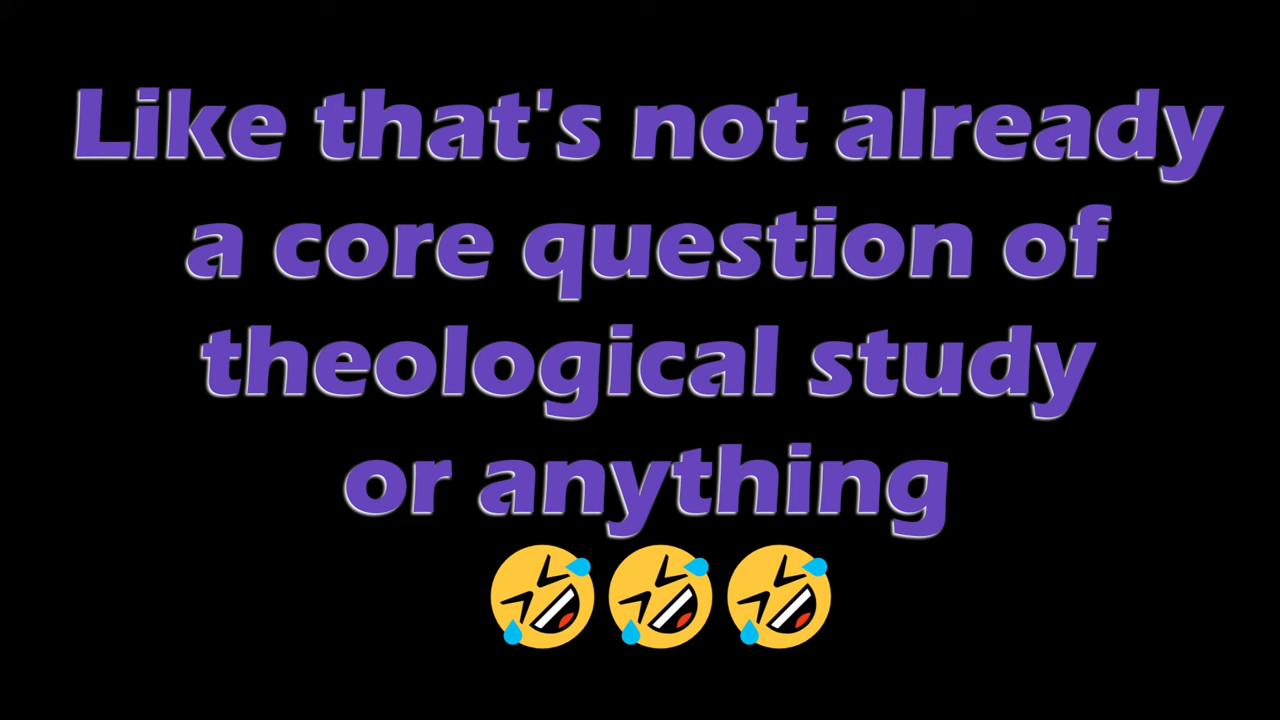 Like that's not already
a core question of
theological study
or anything
🤣🤣🤣